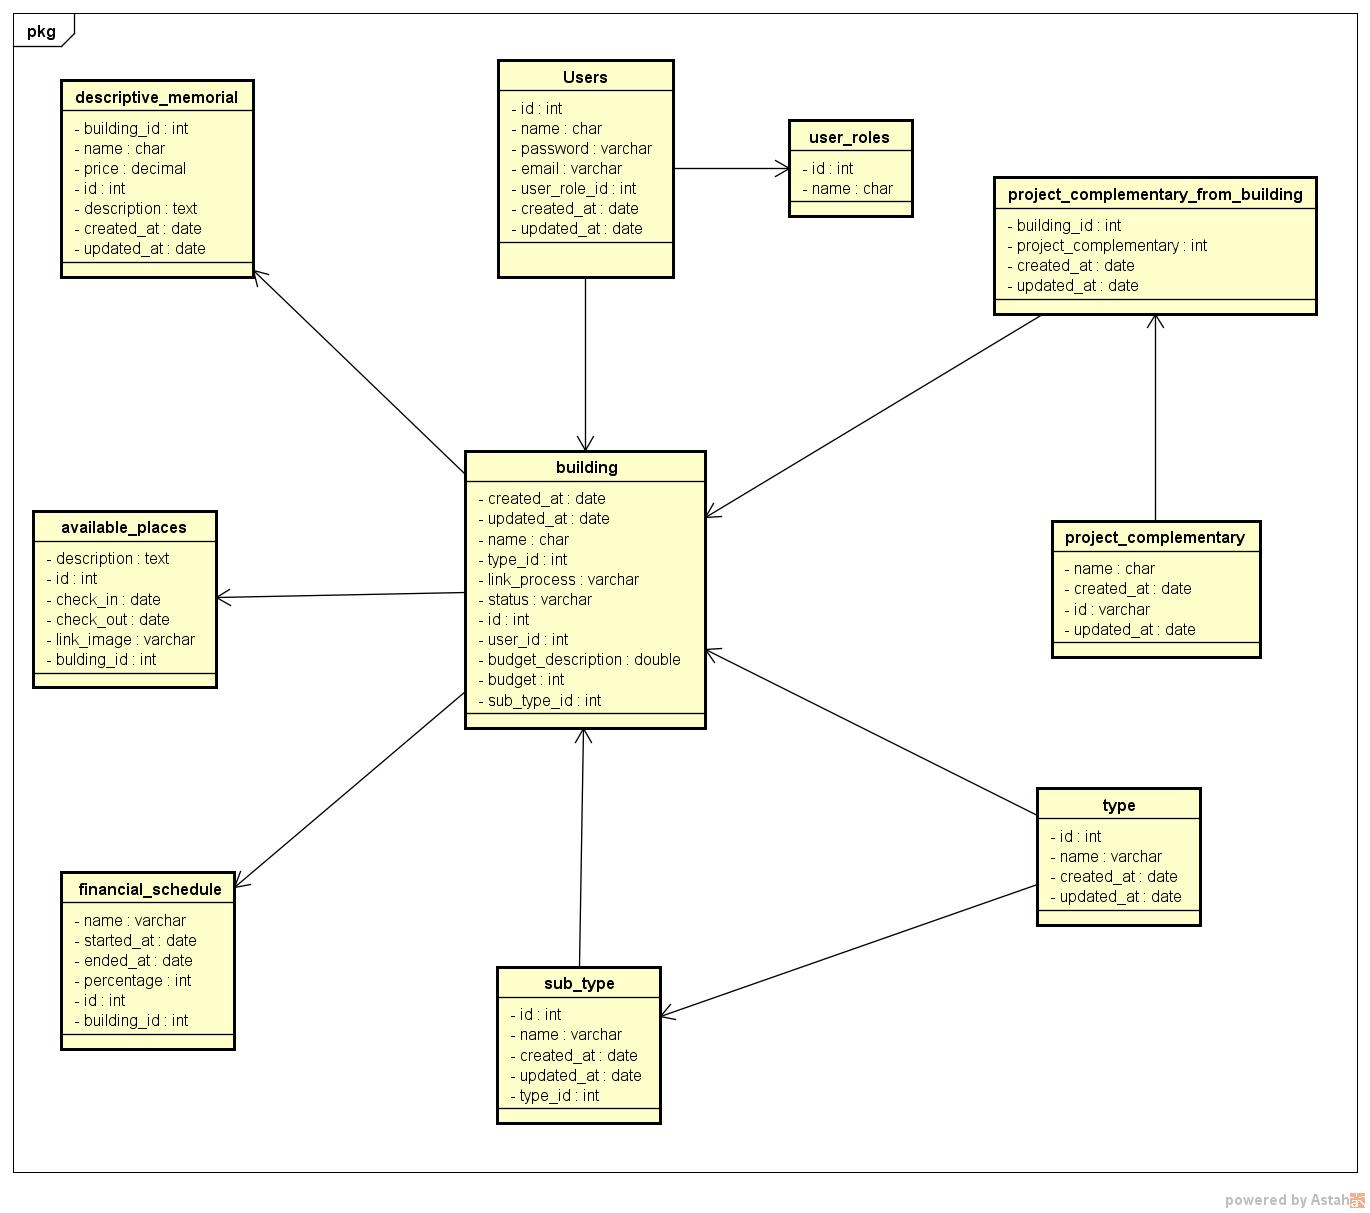 pkg
descriptive_memorial
- building_id : int
- name : char
- price : decimal
- id : int
- description : text
- created_at : date
- updated_at : date
Users
- id : int
- name : char
- password : varchar
- email : varchar
- user_role_id : int
- created_at : date
- updated_at : date
user_roles
- id : int
- name : char
project_complementary_from_building
- building_id : int
- project_complementary : int
- created_at : date
- updated_at : date
building
- created_at : date
- updated_at : date
- name : char
- type_id : int
- link_process : varchar
- status : varchar
- id : int
- user_id : int
- budget_description : double
- budget : int
- sub_type_id : int
available_places
- description : text
- id : int
- check_in : date
- check_out : date
- link_image : varchar
- bulding_id : int
project_complementary
- name : char
- created_at : date
- id : varchar
- updated_at : date
type
- id : int
- name : varchar
- created_at : date
- updated_at : date
financial_schedule
- name : varchar
- started_at : date
- ended_at : date
- percentage : int
- id : int
- building_id : int
sub_type
- id : int
- name : varchar
- created_at : date
- updated_at : date
- type_id : int
powered by Astah